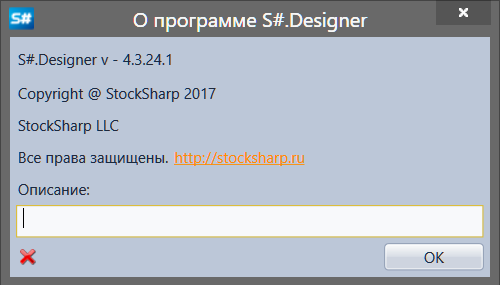 S# О программе S#.Designer
S#.Designer v - 4.3.24.1
Copyright @ StockSharp 2017
StockSharp LLC
Все права защищены. http://stocksharp.ru
Описание:
OK